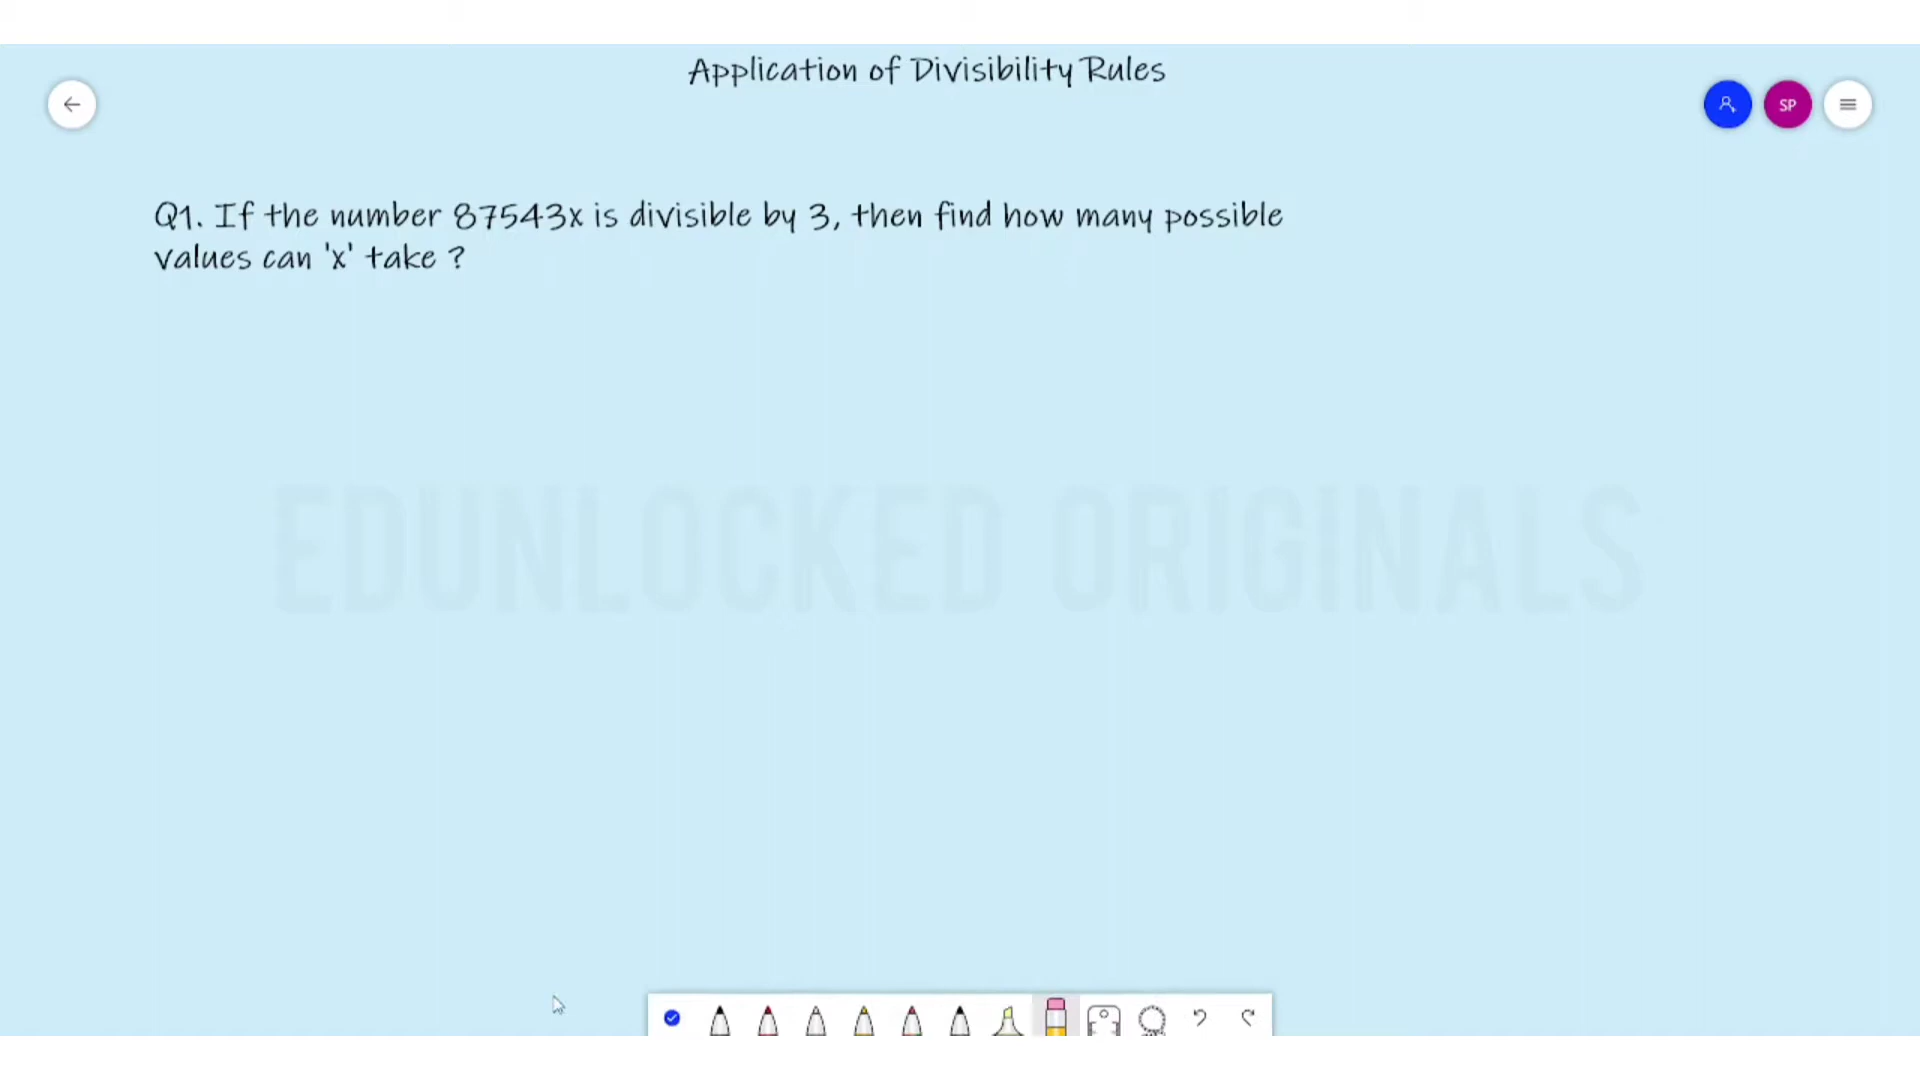 Application of Divisibility Rules
SP
Q1. If the number 87543x is divisible by 3, then find how many possible
values can 'x' take ?
EDUNLOCKED ORIGINALS